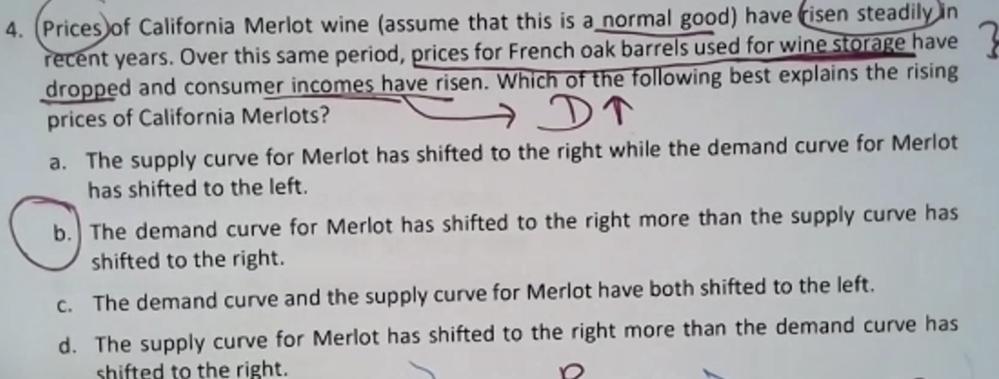 4. Prices of California Merlot wine (assume that this is a normal good) have risen steadily in
recent years. Over this same period, prices for French oak barrels used for wine storage have
dropped and consumer incomes have risen. Which of the following best explains the rising
prices of California Merlots?
D↑
a. The supply curve for Merlot has shifted to the right while the demand curve for Merlot
has shifted to the left.
b. The demand curve for Merlot has shifted to the right more than the supply curve has
shifted to the right.
c. The demand curve and the supply curve for Merlot have both shifted to the left.
d. The supply curve for Merlot has shifted to the right more than the demand curve has
shifted to the right.